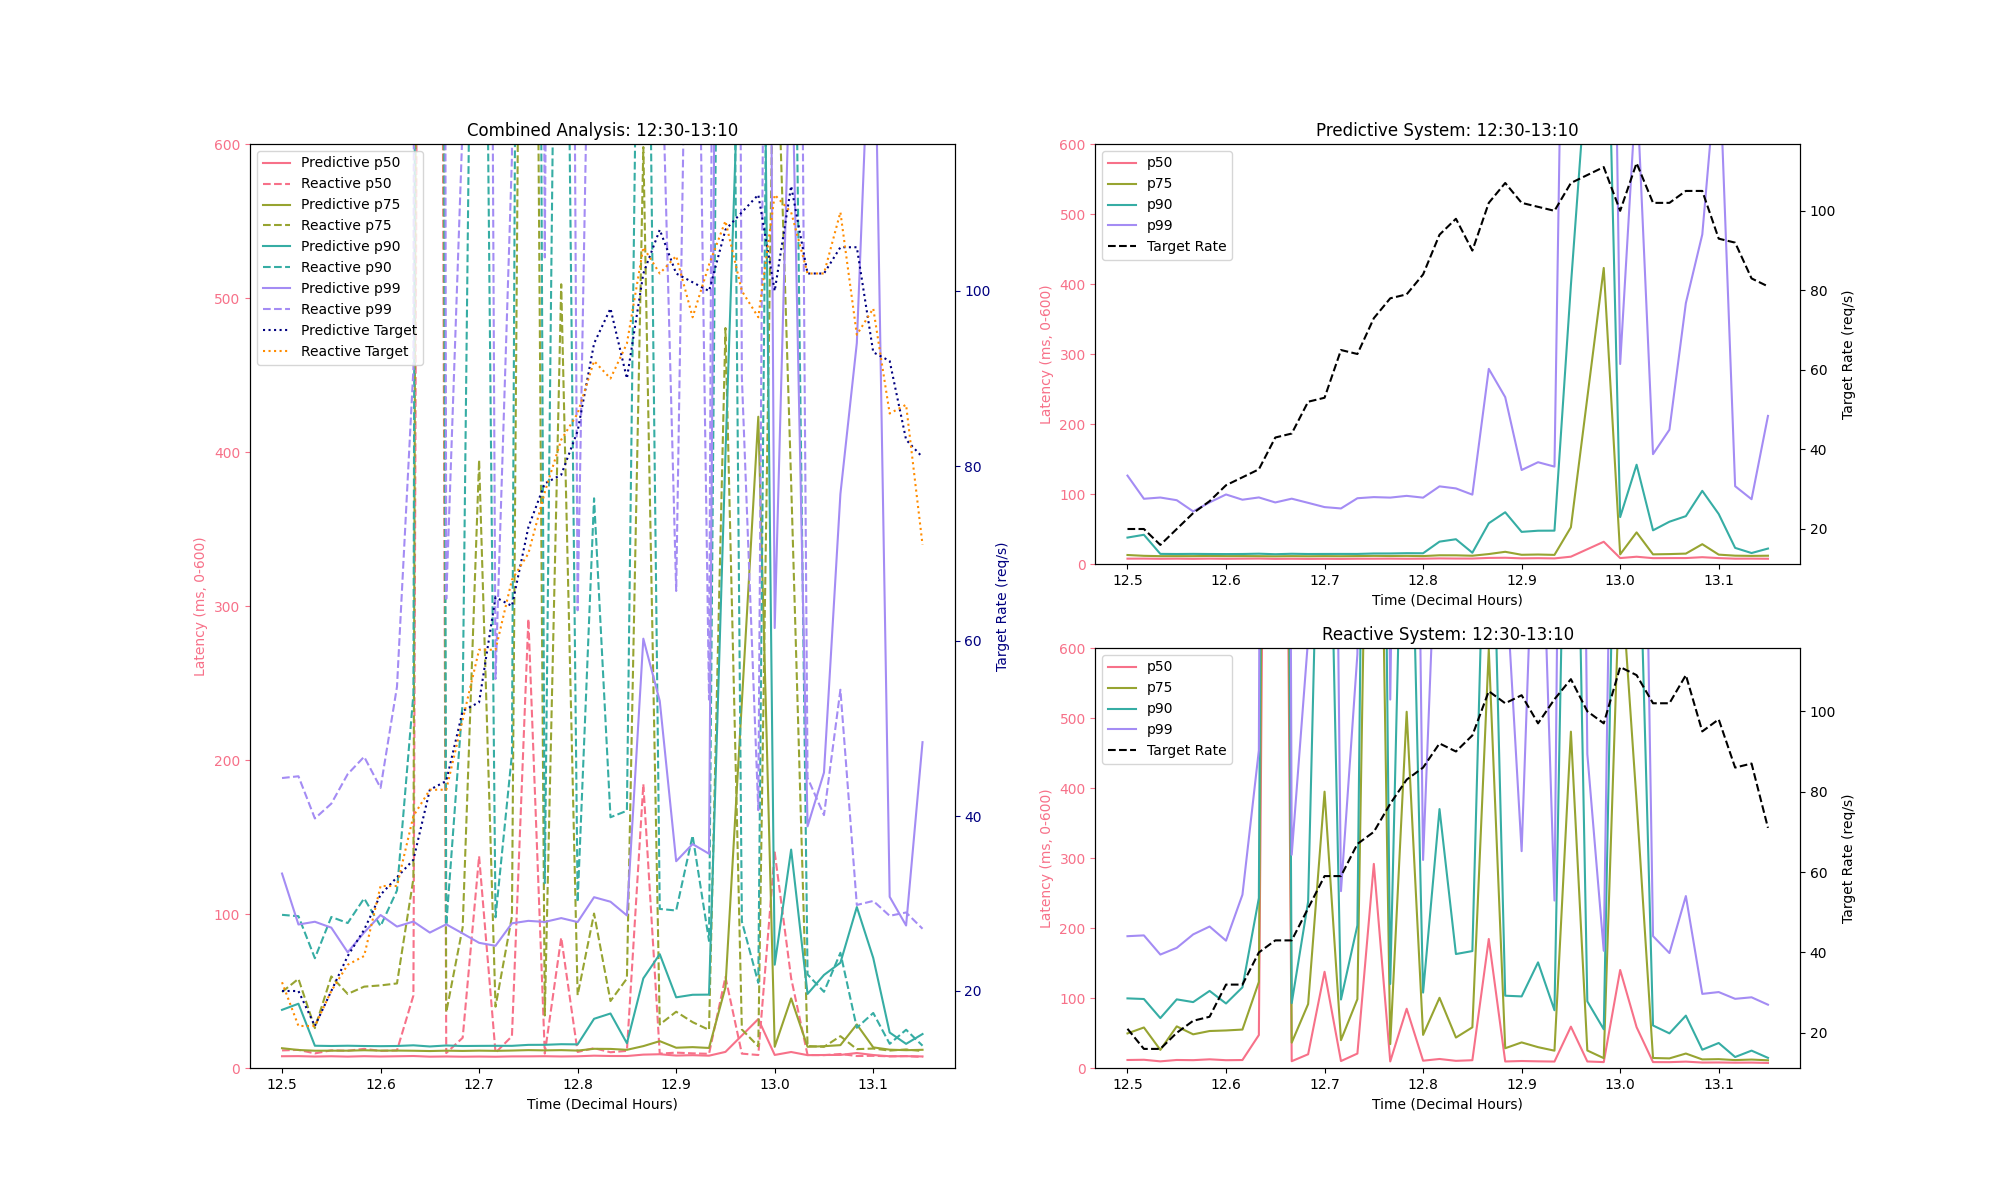 Combined Analysis: 12:30-13:10
Predictive p50
Reactive p50
Predictive p75
Reactive p75
Predictive p90
Reactive p90
Predictive p99
Reactive p99
Predictive Target
Reactive Target
600
500
400
300
200
100
0
Latency (ms, 0-600)
100
80
60
40
20
Target Rate (req/s)
12.5 12.6 12.7 12.8 12.9 13.0 13.1
Time (Decimal Hours)
Predictive System: 12:30-13:10
p50
p75
p90
p99
Target Rate
600
500
400
300
200
100
0
Latency (ms, 0-600)
100
80
60
40
20
Target Rate (req/s)
12.5 12.6 12.7 12.8 12.9 13.0 13.1
Time (Decimal Hours)
Reactive System: 12:30-13:10
p50
p75
p90
p99
Target Rate
600
500
400
300
200
100
0
Latency (ms, 0-600)
100
80
60
40
20
Target Rate (req/s)
12.5 12.6 12.7 12.8 12.9 13.0 13.1
Time (Decimal Hours)